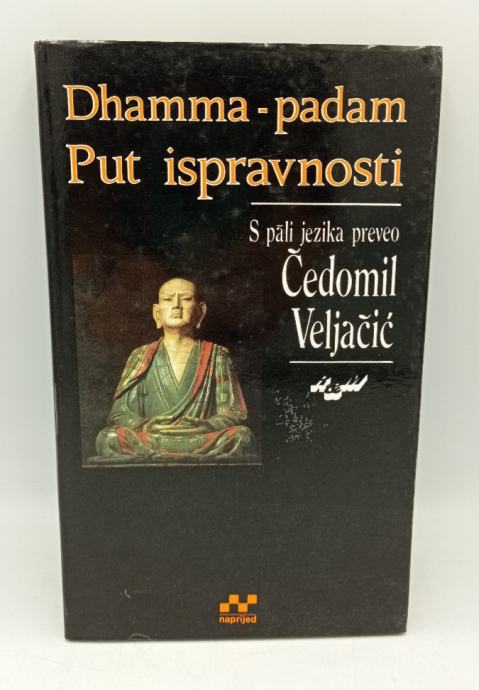 Dhamma - padam
Put ispravnosti
S pāli jezika preveo
Čedomil
Veljačić
naprijed